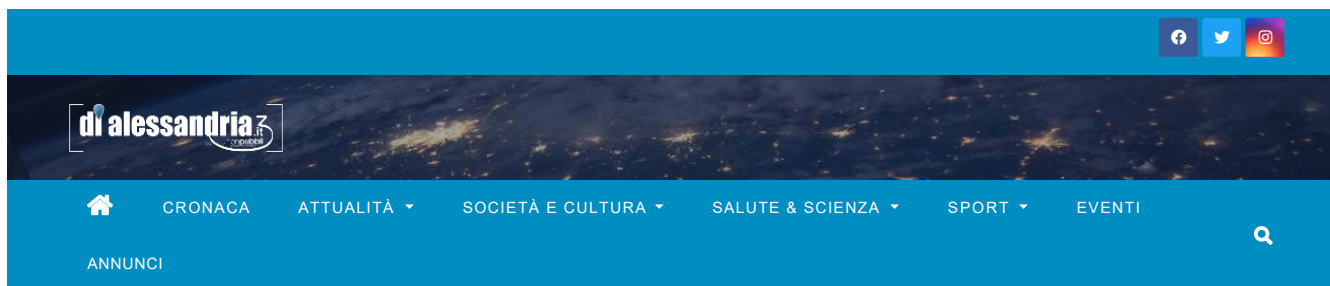 di alessandria.it
CRONACA ATTUALITÀ SOCIETÀ E CULTURA SALUTE & SCIENZA SPORT EVENTI
ANNUNCI